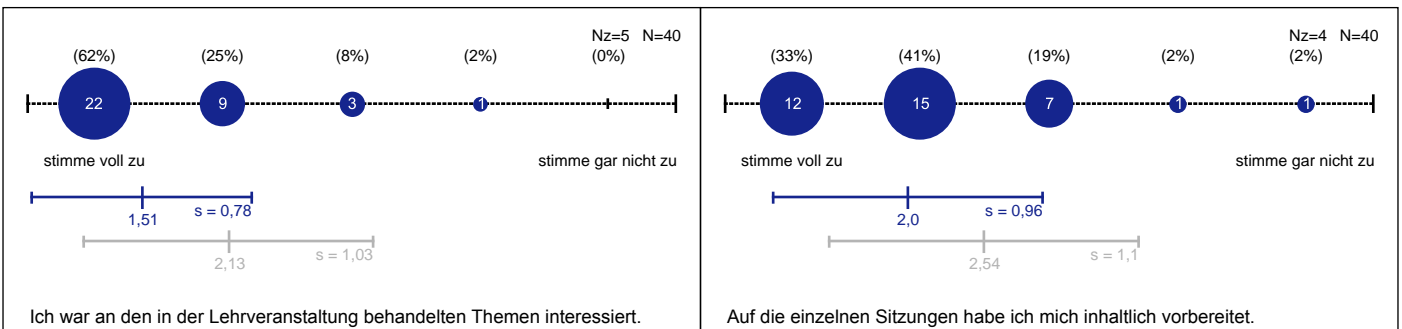 Nz=5 N=40
(62%) (25%) (8%) (2%) (0%)
22 9 3 1
stimme voll zu stimme gar nicht zu
1,51 s = 0,78
2,13 s = 1,03
Ich war an den in der Lehrveranstaltung behandelten Themen interessiert.
Nz=4 N=40
(33%) (41%) (19%) (2%) (2%)
12 15 7 1 1
stimme voll zu stimme gar nicht zu
2,0 s = 0,96
2,54 s = 1,1
Auf die einzelnen Sitzungen habe ich mich inhaltlich vorbereitet.